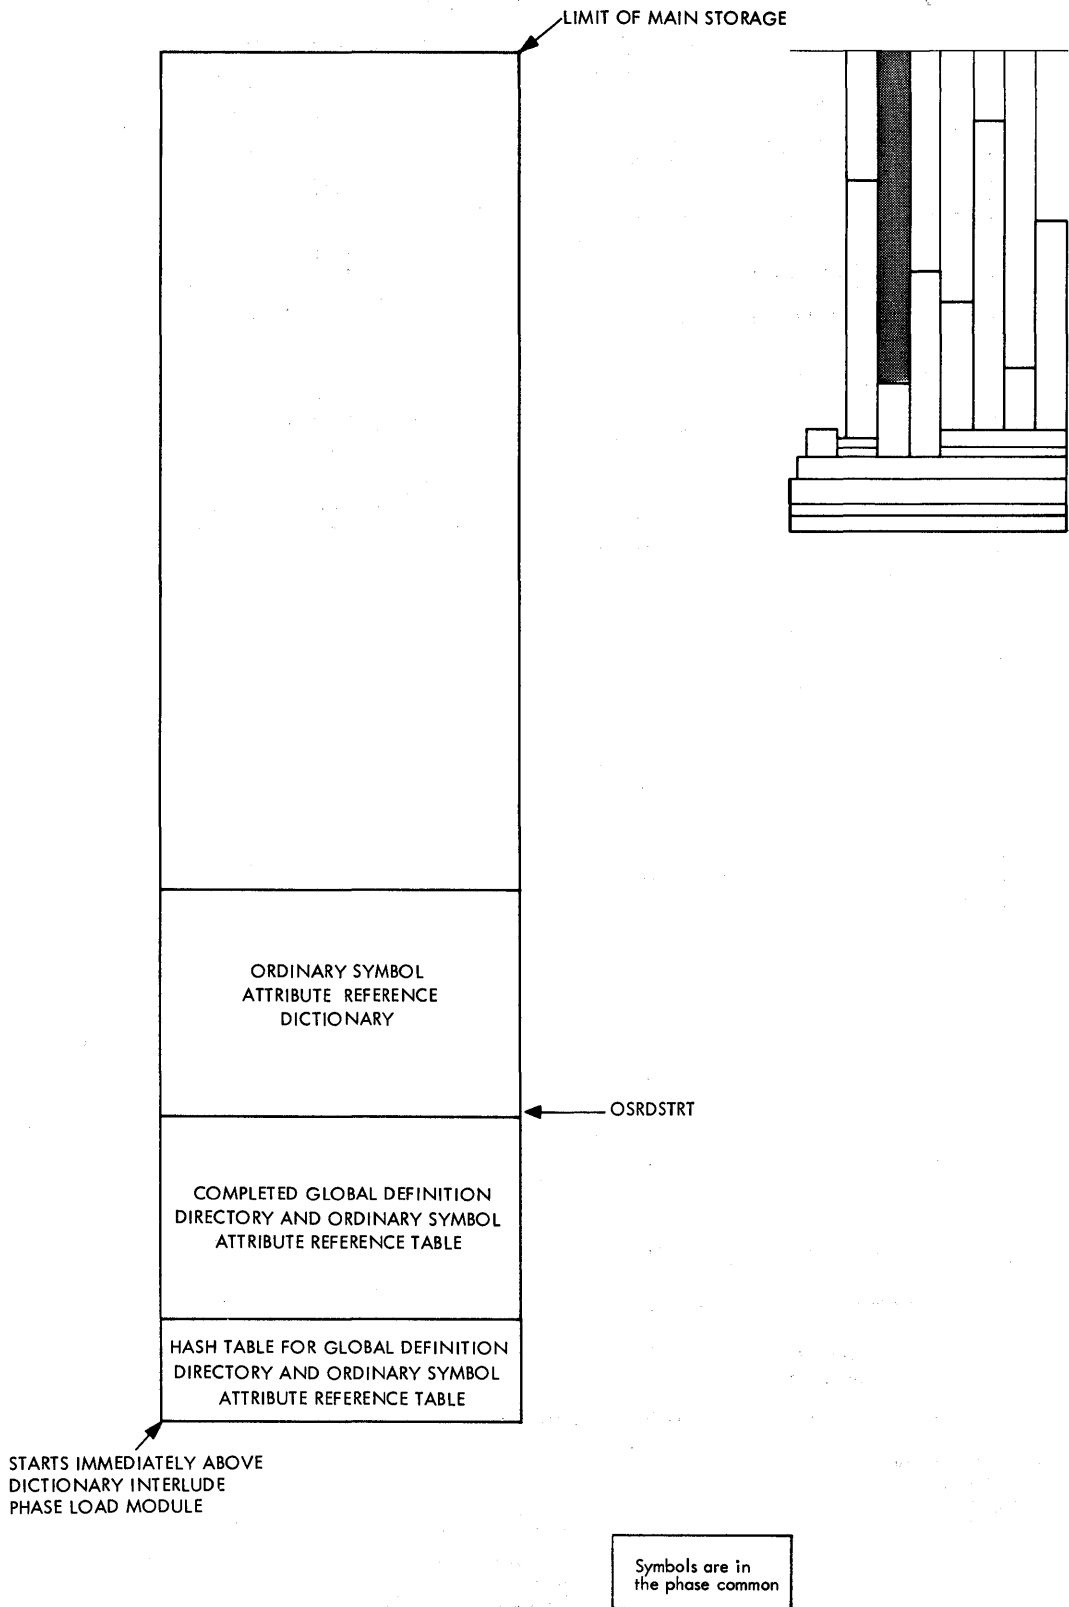 LIMIT OF MAIN STORAGE
ORDINARY SYMBOL
ATTRIBUTE REFERENCE
DICTIONARY
OSRDSTRT
COMPLETED GLOBAL DEFINITION
DIRECTORY AND ORDINARY SYMBOL
ATTRIBUTE REFERENCE TABLE
HASH TABLE FOR GLOBAL DEFINITION
DIRECTORY AND ORDINARY SYMBOL
ATTRIBUTE REFERENCE TABLE
STARTS IMMEDIATELY ABOVE
DICTIONARY INTERLUDE
PHASE LOAD MODULE
Symbols are in
the phase common